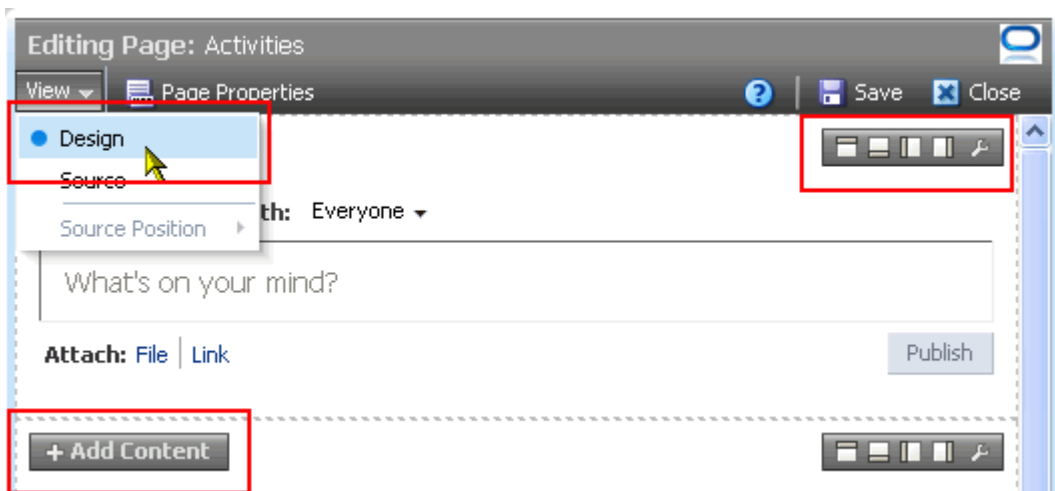 Editing Page: Activities
View Page Properties ? Save Close
Design
Source
th: Everyone
Source Position
What's on your mind?
Attach: File Link Publish
+ Add Content